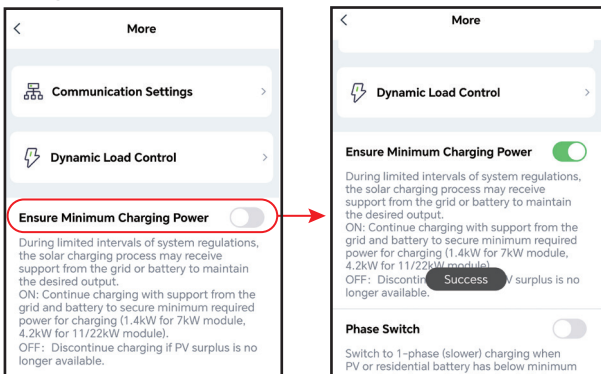 More
Communication Settings
Dynamic Load Control
Ensure Minimum Charging Power
During limited intervals of system regulations,
the solar charging process may receive
support from the grid or battery to maintain
the desired output.
ON: Continue charging with support from the
grid and battery to secure minimum required
power for charging (1.4kW for 7kW module,
4.2kW for 11/22kW module).
OFF: Discontinue charging if PV surplus is no
longer available.
More
Dynamic Load Control
Ensure Minimum Charging Power
During limited intervals of system regulations,
the solar charging process may receive
support from the grid or battery to maintain
the desired output.
ON: Continue charging with support from the
grid and battery to secure minimum required
power for charging (1.4kW for 7kW module,
4.2kW for 11/22kW module).
OFF: Discontin Success V surplus is no
longer available.
Phase Switch
Switch to 1-phase (slower) charging when
PV or residential battery has below minimum